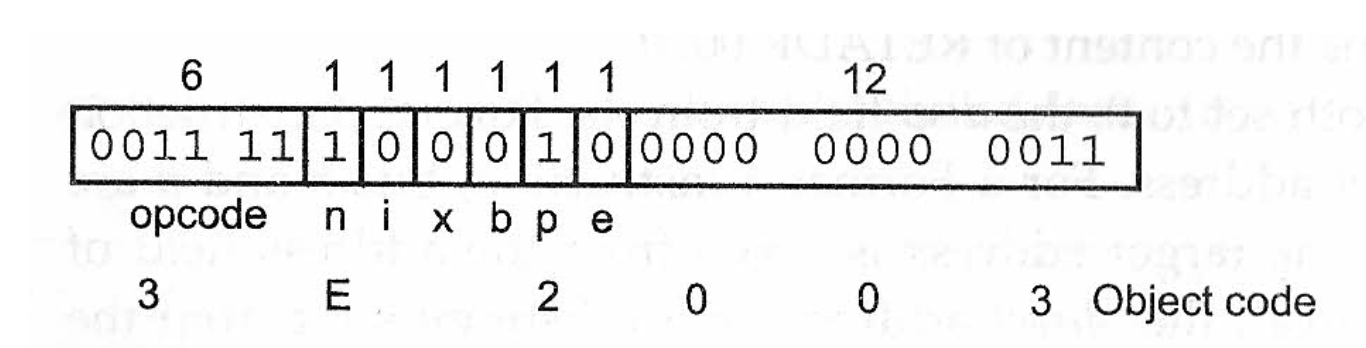 6 1 1 1 1 1 1 12
0011 11 1 0 0 0 1 0 0000 0000 0011
opcode n i x b p e
3 E 2 0 0 3 Object code